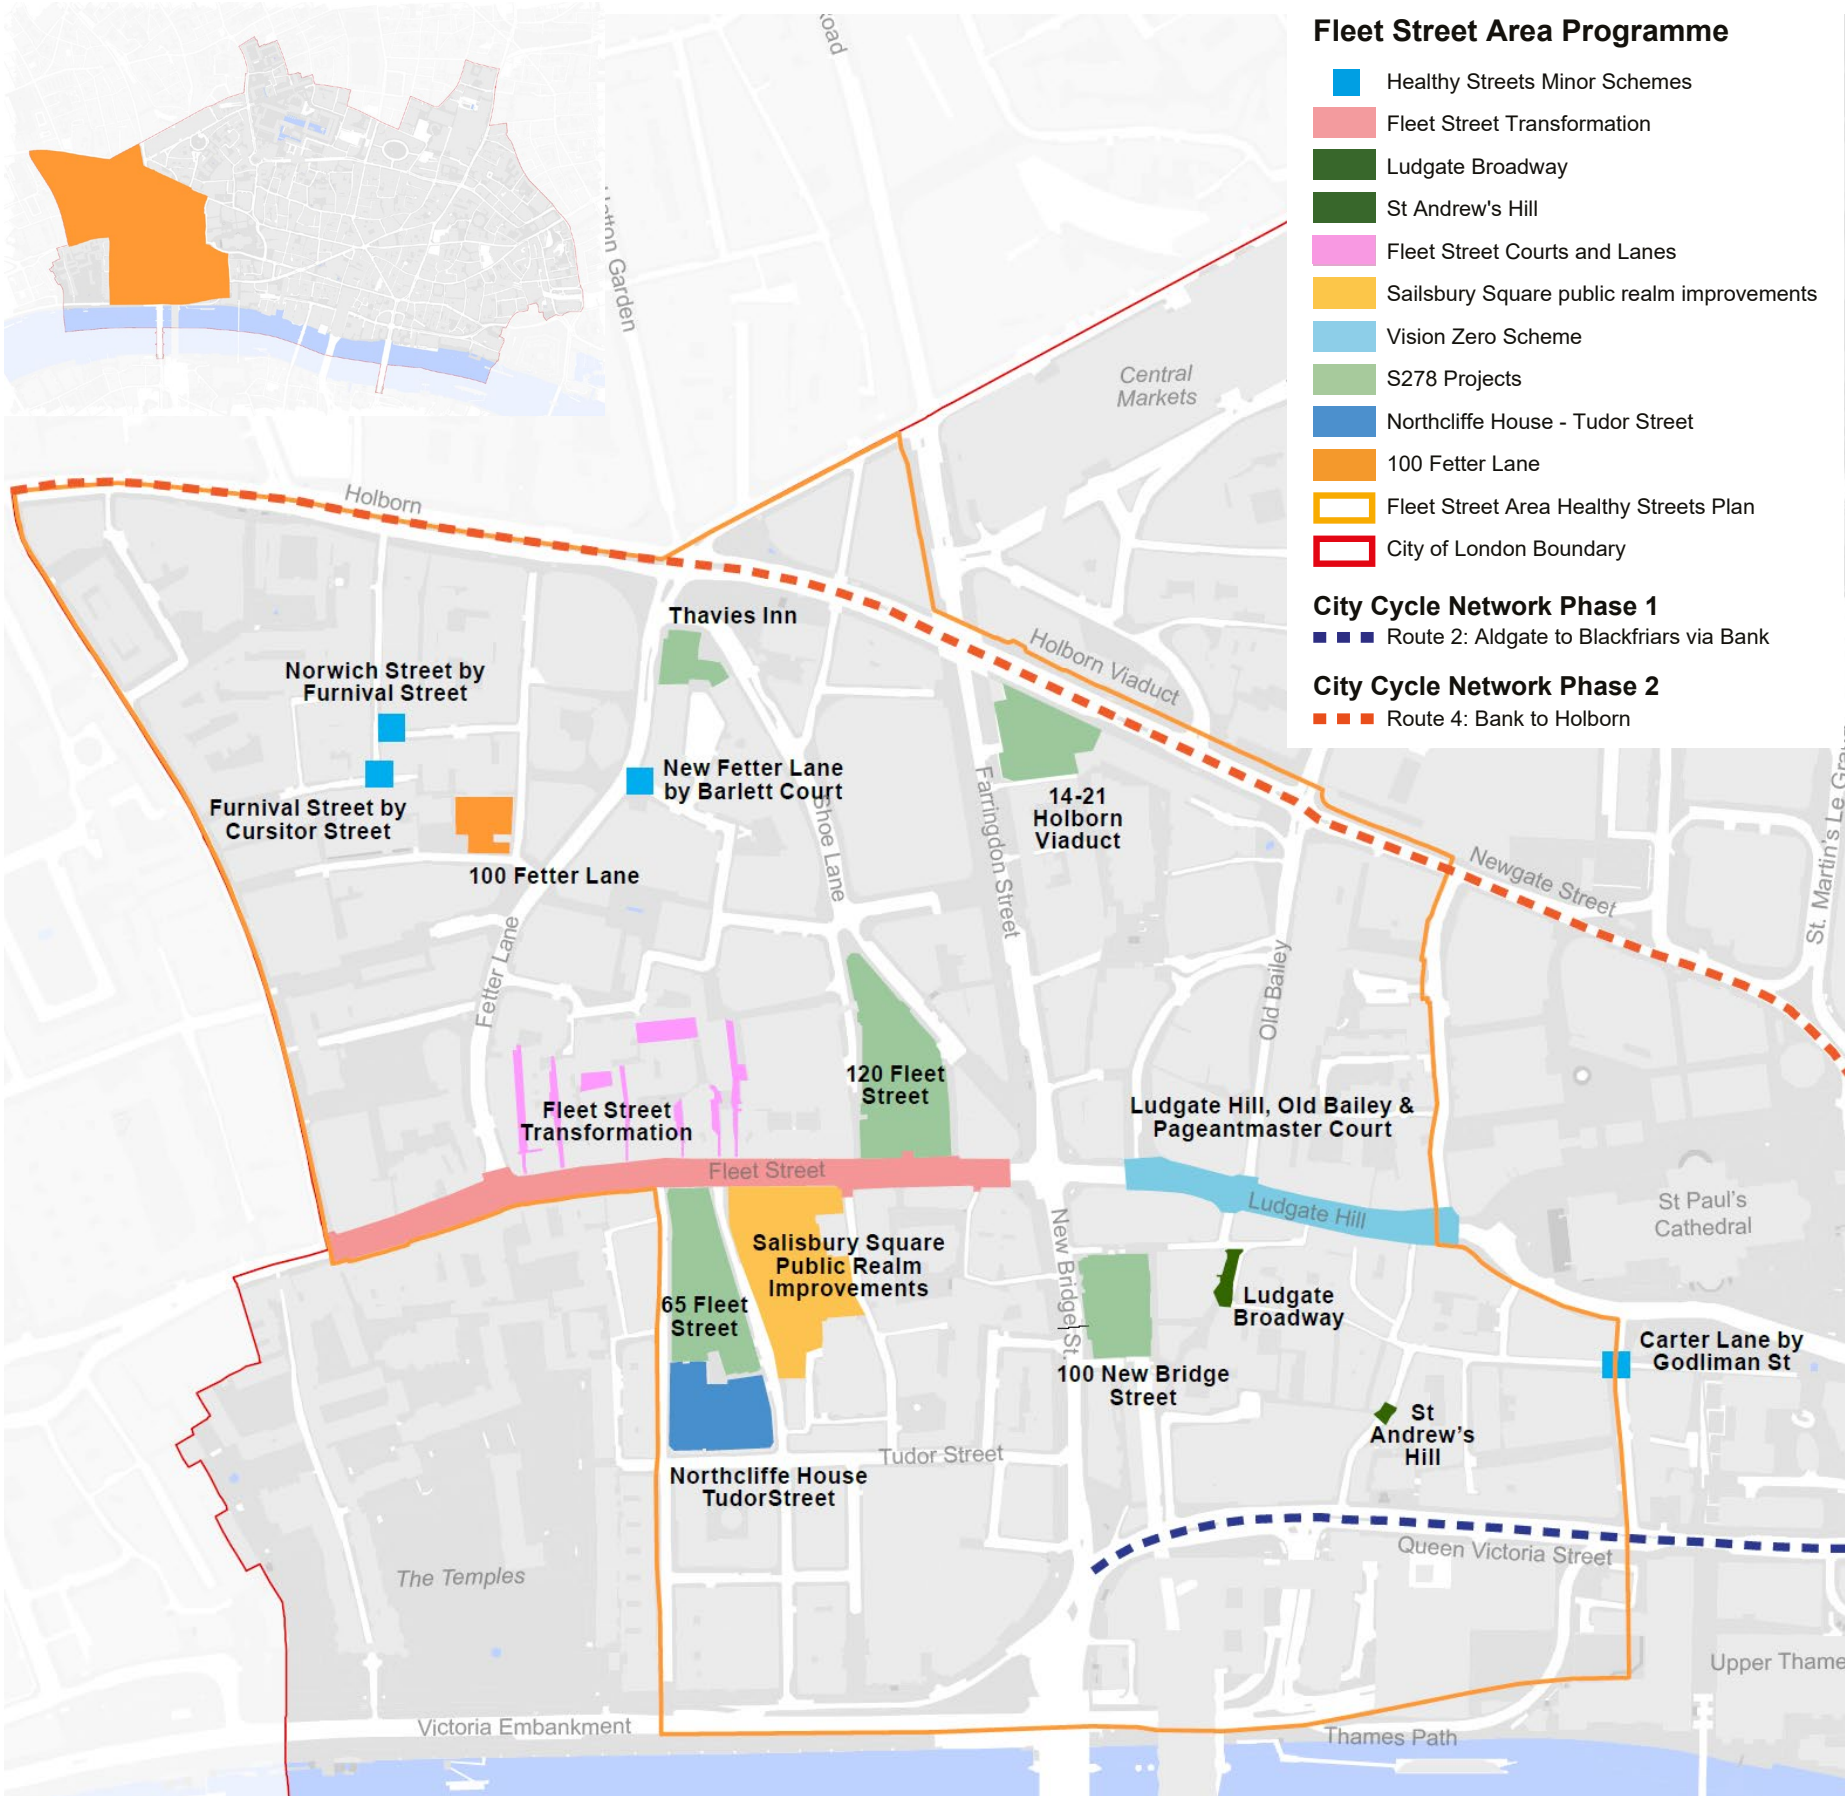 Fleet Street Area Programme
Healthy Streets Minor Schemes
Fleet Street Transformation
Ludgate Broadway
St Andrew's Hill
Fleet Street Courts and Lanes
Sailsbury Square public realm improvements
Vision Zero Scheme
S278 Projects
Northcliffe House - Tudor Street
100 Fetter Lane
Fleet Street Area Healthy Streets Plan
City of London Boundary
City Cycle Network Phase 1
Route 2: Aldgate to Blackfriars via Bank
City Cycle Network Phase 2
Route 4: Bank to Holborn
Garden
Central
Markets
Holborn
Thavies Inn
Holborn Viaduct
Norwich Street by
Furnival Street
New Fetter Lane
by Barlett Court
Furnival Street by
Cursitor Street
100 Fetter Lane
Shoe Lane
Farringdon Street
14-21
Holborn
Viaduct
Newgate Street
St. Martin's Le
Fetter Lane
Old Bailey
120 Fleet
Street
Fleet Street
Transformation
Ludgate Hill, Old Bailey &
Pageantmaster Court
Fleet Street
Ludgate Hill
St Paul's
Cathedral
Salisbury Square
Public Realm
Improvements
65 Fleet
Street
New Bridge St.
Ludgate
Broadway
Carter Lane by
Godliman St
100 New Bridge
Street
St
Andrew's
Hill
Tudor Street
Northcliffe House
TudorStreet
Queen Victoria Street
The Temples
Upper Thame
Victoria Embankment
Thames Path